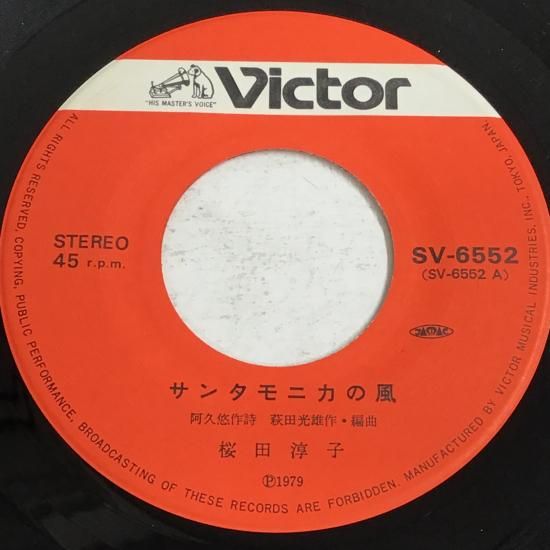 Victor
"HIS MASTER'S VOICE"
STEREO
45 r.p.m.
SV-6552
(SV-6552 A)
JASRAC
サンタモニカの風
阿久悠作詩 萩田光雄作・編曲
桜田淳子
Ⓟ1979
ALL RIGHTS RESERVED. COPYING, PUBLIC PERFORMANCE, BROADCASTING OF THESE RECORDS ARE FORBIDDEN. MANUFACTURED BY VICTOR MUSICAL INDUSTRIES, INC., TOKYO, JAPAN.